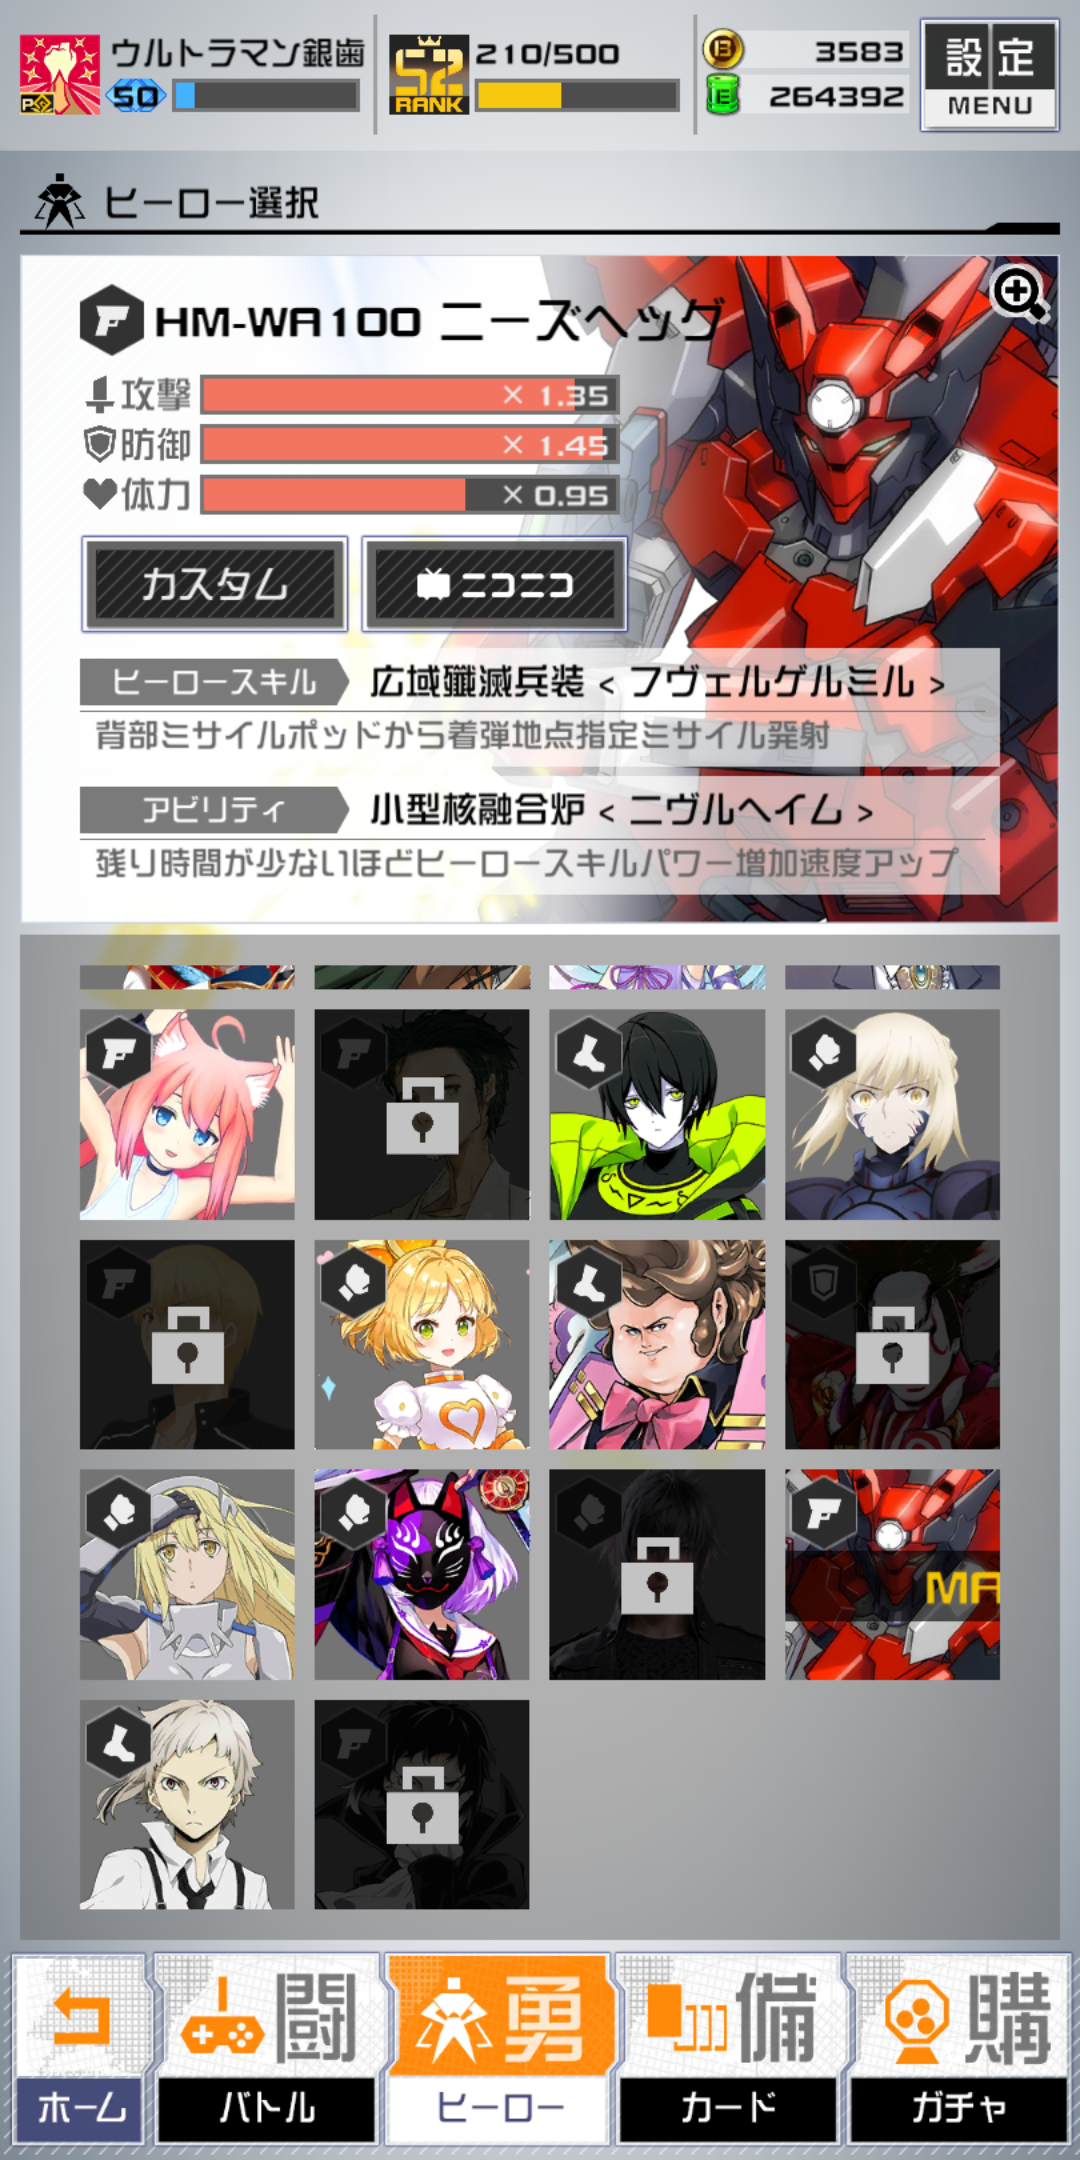 ウルトラマン銀歯
50
S2
RANK
210/500
3583
264392
設定
MENU
ヒーロー選択
HM-WA100 ニーズヘッグ
攻撃 × 1.35
防御 × 1.45
体力 × 0.95
カスタム
ニコニコ
ヒーロースキル 広域殲滅兵装 < フヴェルゲルミル >
背部ミサイルポッドから着弾地点指定ミサイル発射
アビリティ 小型核融合炉 < ニヴルヘイム >
残り時間が少ないほどヒーロースキルパワー増加速度アップ
MA
闘 勇 備 購
ホーム バトル ヒーロー カード ガチャ